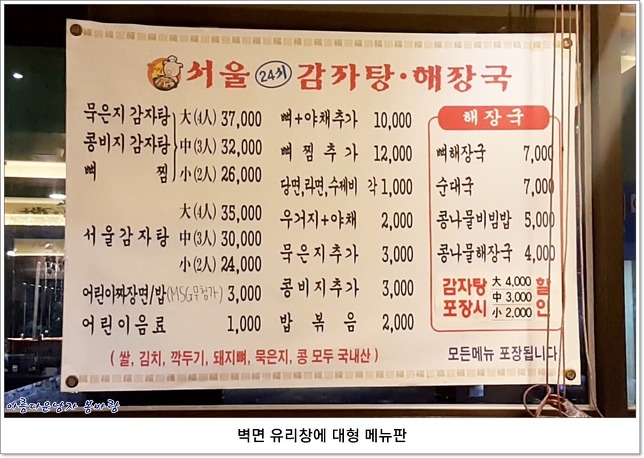 서울 24시 감자탕·해장국
묵은지 감자탕 大(4人) 37,000
콩비지 감자탕 中(3人) 32,000
뼈 찜 小(2人) 26,000
서울감자탕 大(4人) 35,000
中(3人) 30,000
小(2人) 24,000
어린이짜장면/밥(MSG무첨가) 3,000
어린이음료 1,000
뼈+야채추가 10,000
뼈찜추가 12,000
당면,라면,수제비 각 1,000
우거지+야채 2,000
묵은지추가 3,000
콩비지추가 3,000
밥볶음 2,000
해장국
뼈해장국 7,000
순대국 7,000
콩나물비빔밥 5,000
콩나물해장국 4,000
감자탕 포장시 大 4,000 中 3,000 小 2,000 할인
( 쌀, 김치, 깍두기, 돼지뼈, 묵은지, 콩 모두 국내산 )
모든메뉴 포장됩니다
아름다운남자 봄바람
벽면 유리창에 대형 메뉴판